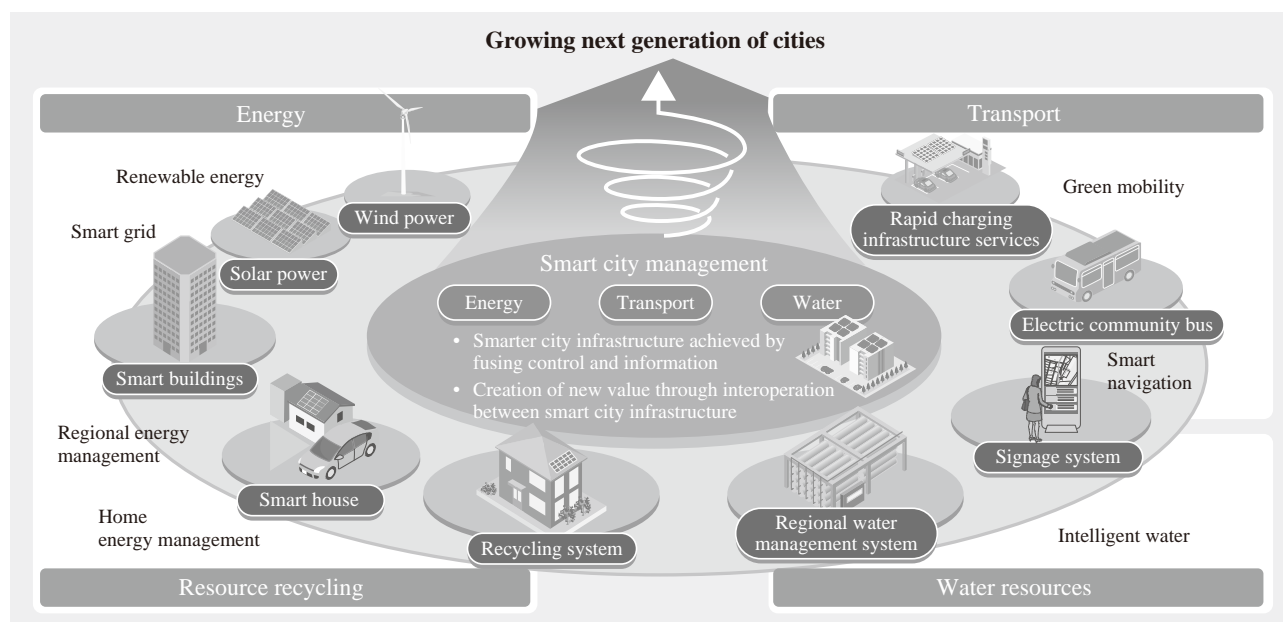 Growing next generation of cities
Energy
Transport
Renewable energy
Wind power
Smart grid
Solar power
Smart buildings
Regional energy
management
Smart house
Home
energy management
Recycling system
Resource recycling
Smart city management
Energy
Transport
Water
• Smarter city infrastructure achieved by
fusing control and information
• Creation of new value through interoperation
between smart city infrastructure
Green mobility
Rapid charging
infrastructure services
Electric community bus
Smart
navigation
Signage system
Regional water
management system
Intelligent water
Water resources